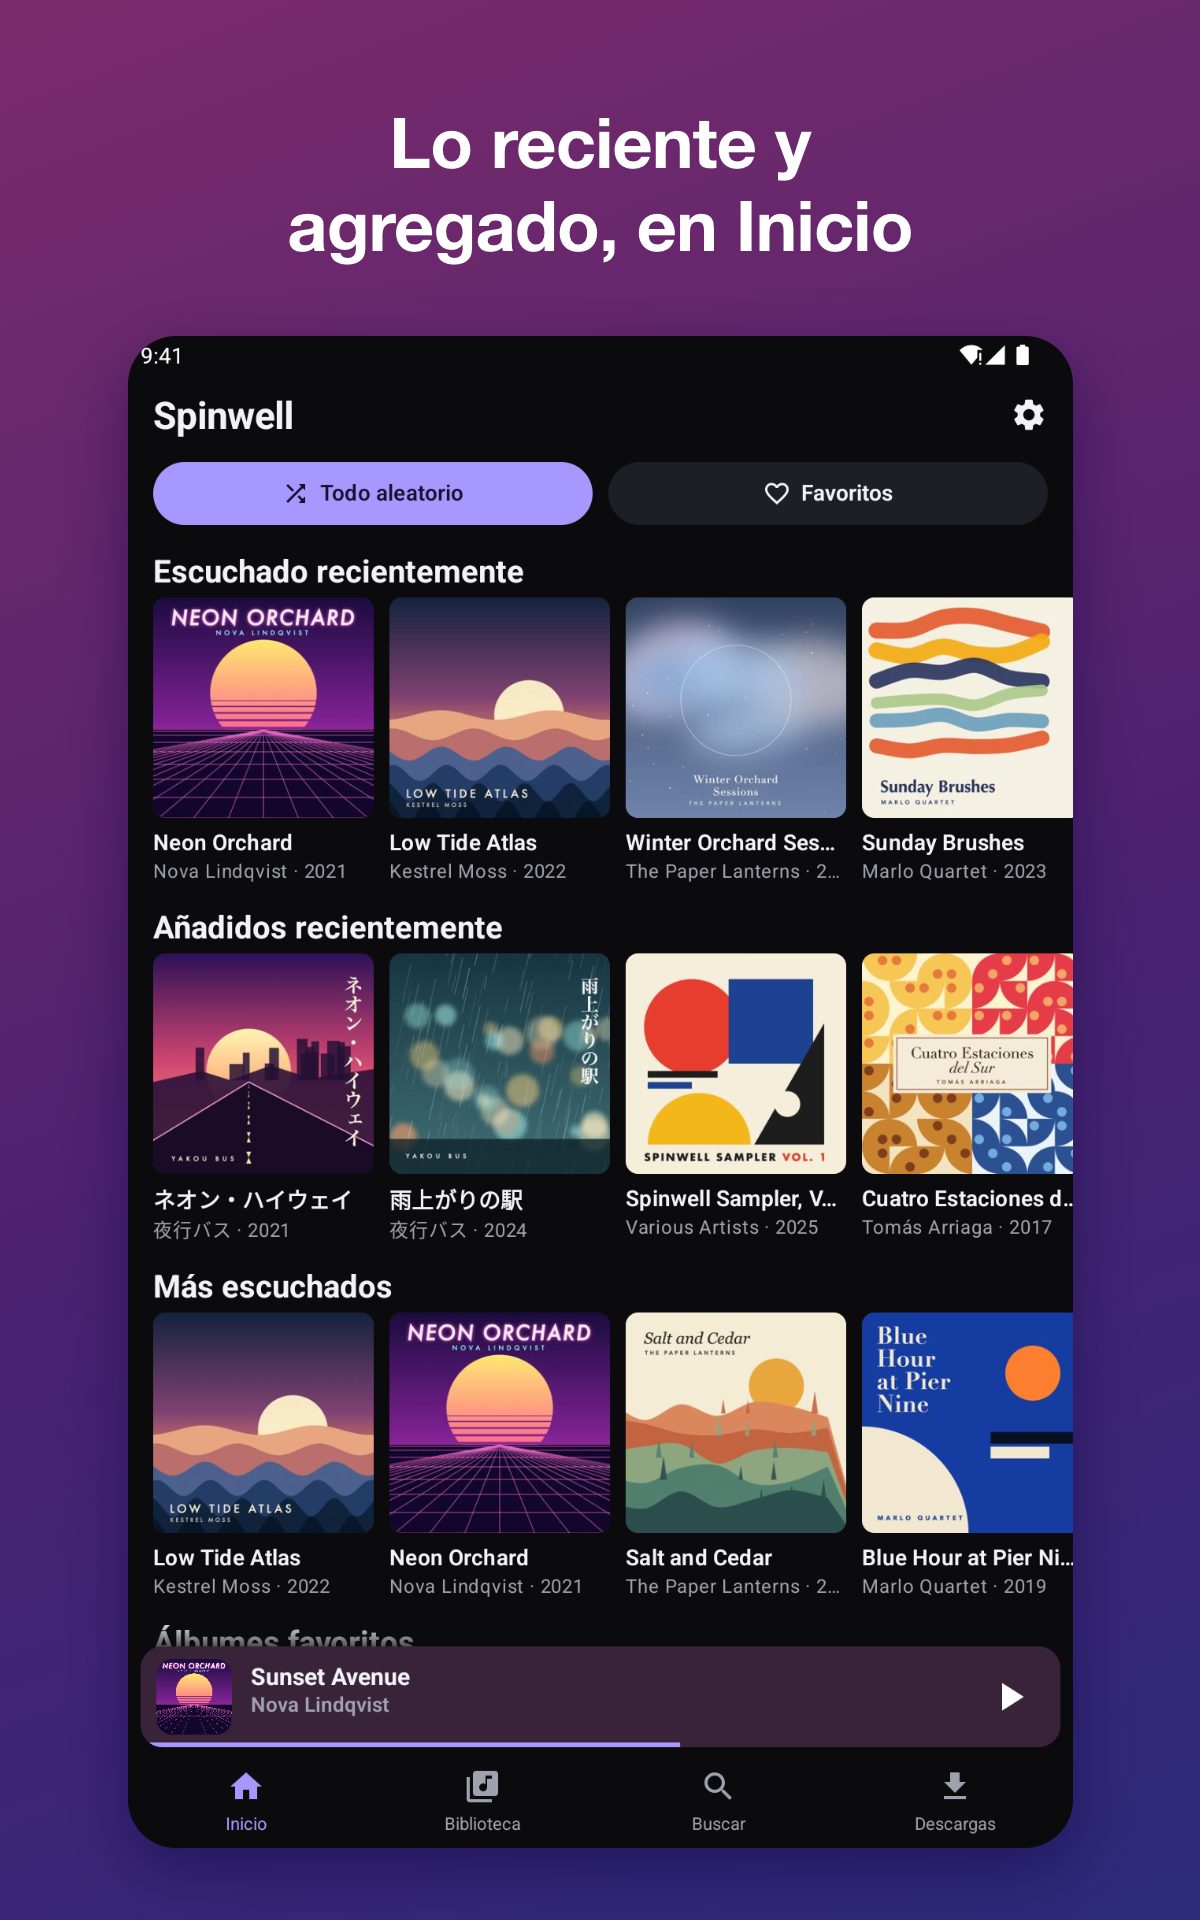 Lo reciente y
agregado, en Inicio
9:41
Spinwell
Todo aleatorio
Favoritos
Escuchado recientemente
NEON ORCHARD
NOVA LINDQVIST
LOW TIDE ATLAS
KESTREL MOSS
Winter Orchard
Sessions
THE PAPER LANTERNS
Sunday Brushes
MARLO QUARTET
Neon Orchard
Nova Lindqvist · 2021
Low Tide Atlas
Kestrel Moss · 2022
Winter Orchard Ses…
The Paper Lanterns · 2…
Sunday Brushes
Marlo Quartet · 2023
Añadidos recientemente
ネオン・ハイウェイ
YAKOU BUS
雨上がりの駅
YAKOU BUS
SPINWELL SAMPLER VOL. 1
Cuatro Estaciones
del Sur
TOMÁS ARRIAGA
ネオン・ハイウェイ
夜行バス · 2021
雨上がりの駅
夜行バス · 2024
Spinwell Sampler, V…
Various Artists · 2025
Cuatro Estaciones d…
Tomás Arriaga · 2017
Más escuchados
LOW TIDE ATLAS
KESTREL MOSS
NEON ORCHARD
NOVA LINDQVIST
Salt and Cedar
THE PAPER LANTERNS
Blue
Hour
at Pier
Nine
MARLO QUARTET
Low Tide Atlas
Kestrel Moss · 2022
Neon Orchard
Nova Lindqvist · 2021
Salt and Cedar
The Paper Lanterns · 2…
Blue Hour at Pier Ni…
Marlo Quartet · 2019
Álbumes favoritos
NEON ORCHARD
Sunset Avenue
Nova Lindqvist
Inicio
Biblioteca
Buscar
Descargas